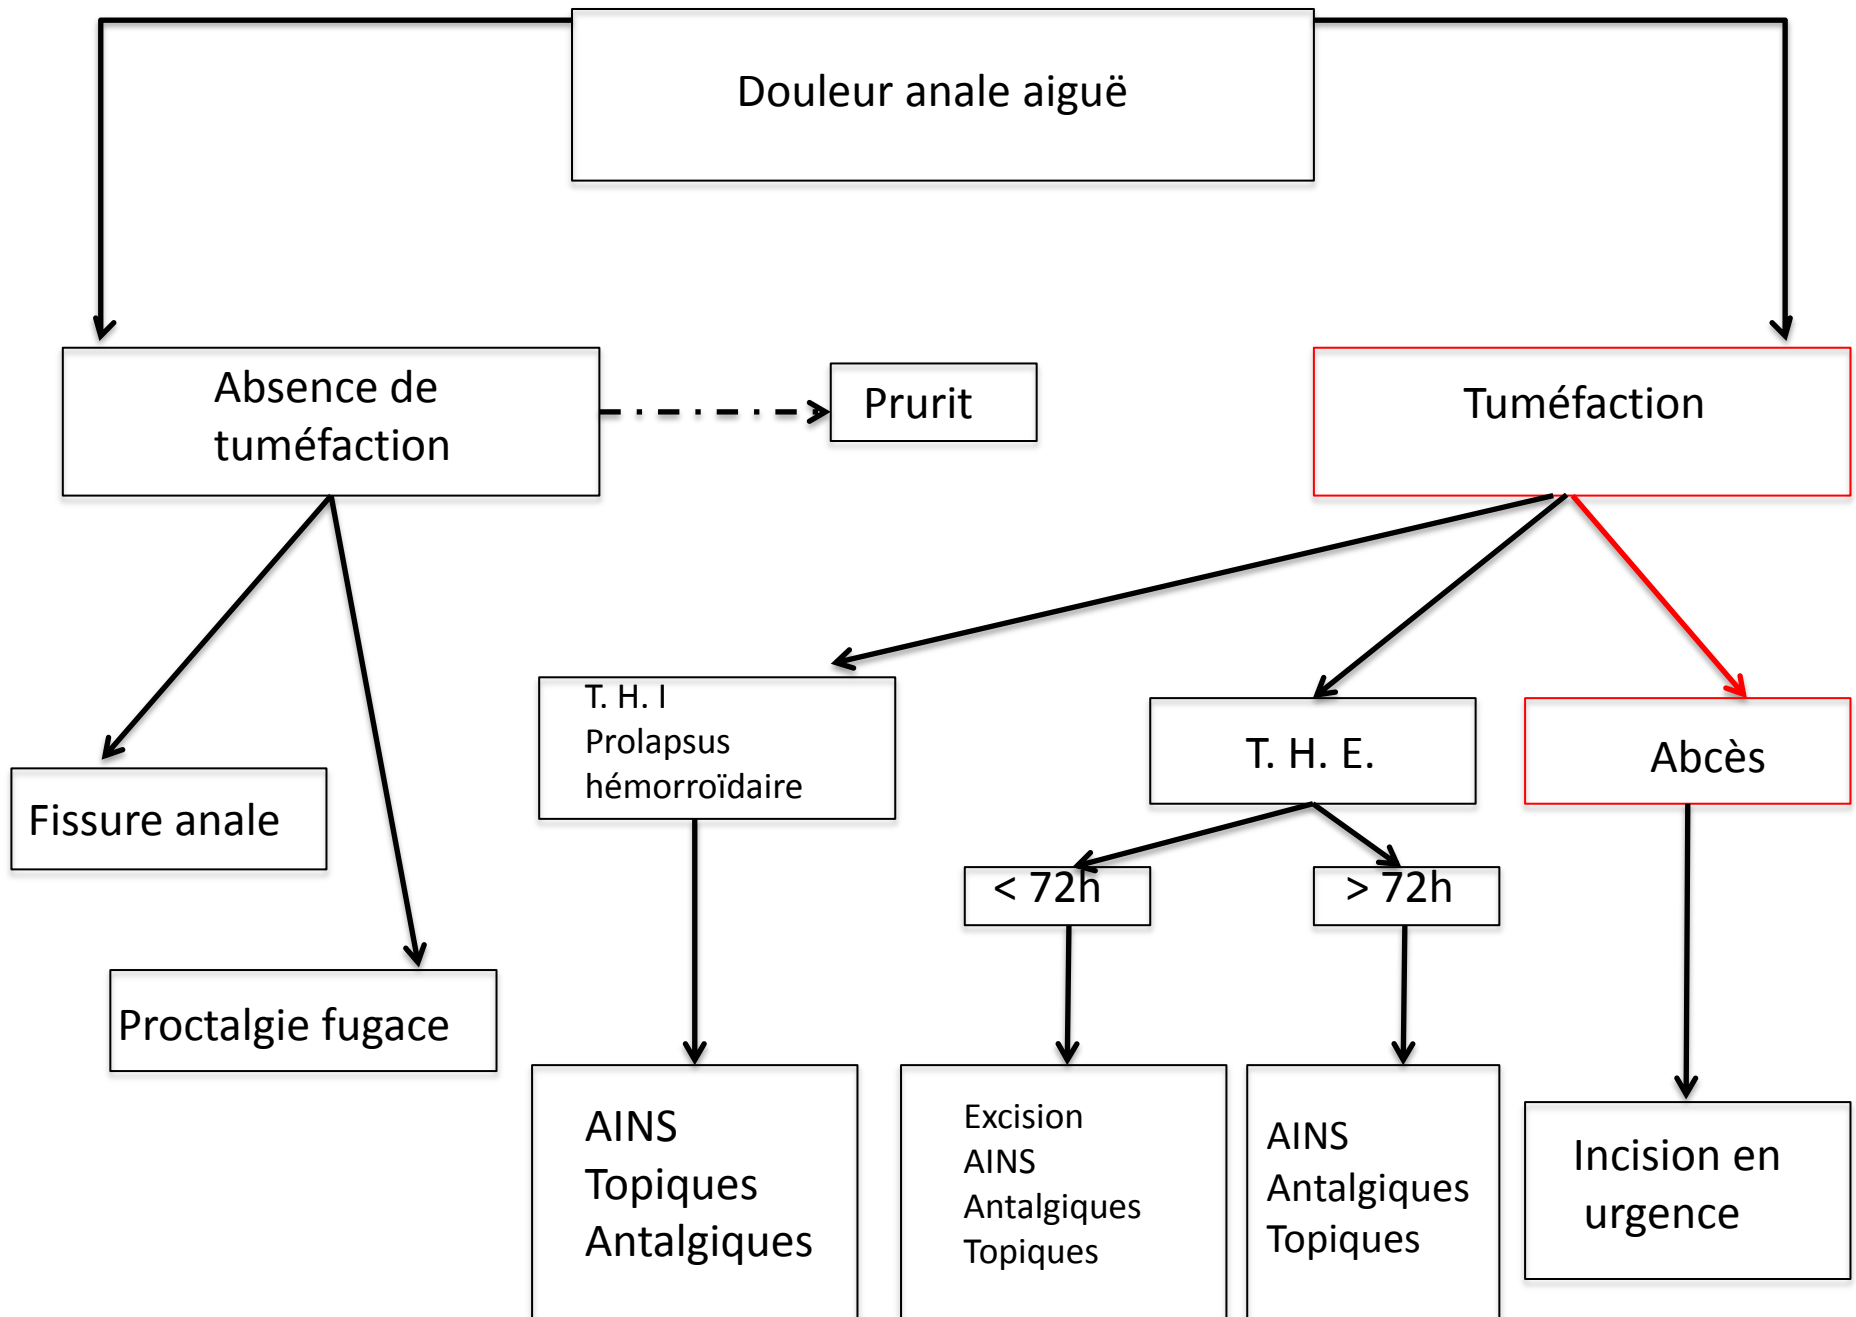 Douleur anale aiguë
Absence de
tuméfaction
Prurit
Tuméfaction
T. H. I
Prolapsus
hémorroïdaire
T. H. E.
Abcès
Fissure anale
< 72h
> 72h
Proctalgie fugace
AINS
Topiques
Antalgiques
Excision
AINS
Antalgiques
Topiques
AINS
Antalgiques
Topiques
Incision en
urgence